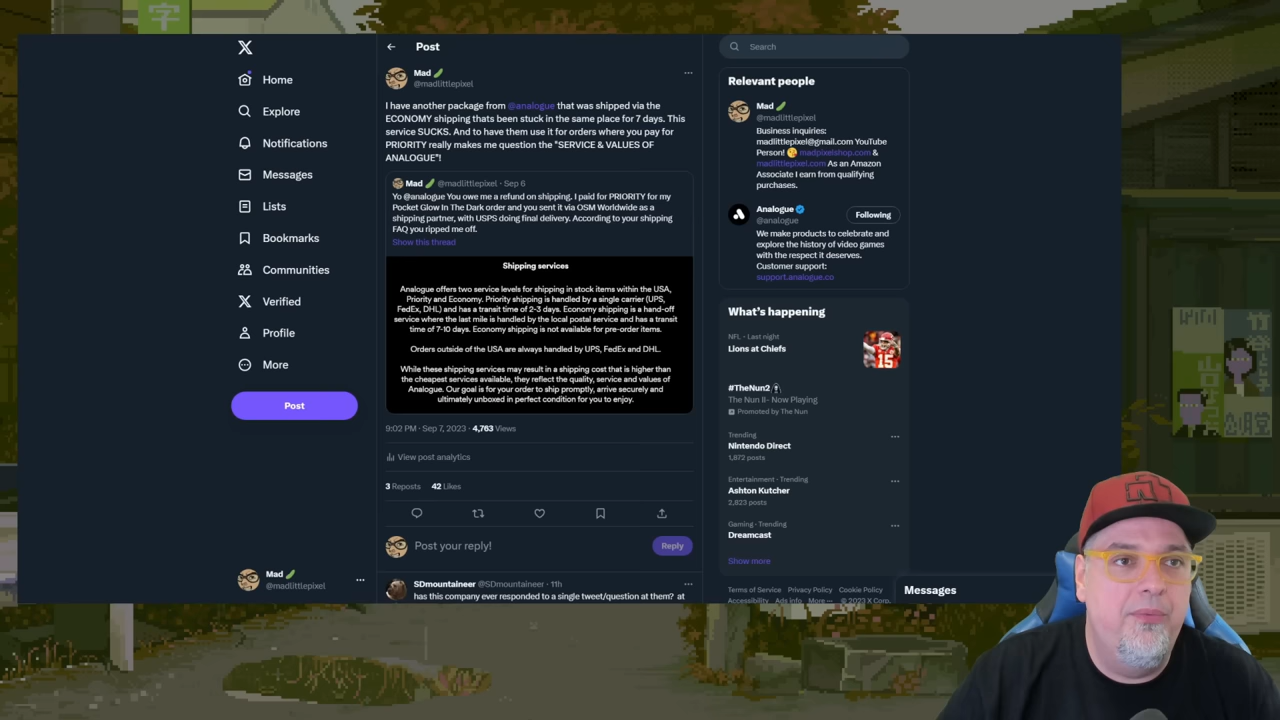 字
Home
Explore
Notifications
Messages
Lists
Bookmarks
Communities
Verified
Profile
More
Post
Mad
@madlittlepixel
Post
Mad
@madlittlepixel
I have another package from @analogue that was shipped via the
ECONOMY shipping thats been stuck in the same place for 7 days. This
service SUCKS. And to have them use it for orders where you pay for
PRIORITY really makes me question the "SERVICE & VALUES OF
ANALOGUE"!
Mad @madlittlepixel · Sep 6
Yo @analogue You owe me a refund on shipping. I paid for PRIORITY for my
Pocket Glow In The Dark order and you sent it via OSM Worldwide as a
shipping partner, with USPS doing final delivery. According to your shipping
FAQ you ripped me off.
Show this thread
Shipping services
Analogue offers two service levels for shipping in stock items within the USA,
Priority and Economy. Priority shipping is handled by a single carrier (UPS,
FedEx, DHL) and has a transit time of 2-3 days. Economy shipping is a hand-off
service where the last mile is handled by the local postal service and has a transit
time of 7-10 days. Economy shipping is not available for pre-order items.
Orders outside of the USA are always handled by UPS, FedEx and DHL.
While these shipping services may result in a shipping cost that is higher than
the cheapest services available, they reflect the quality, service and values of
Analogue. Our goal is for your order to ship promptly, arrive securely and
ultimately unboxed in perfect condition for you to enjoy.
9:02 PM · Sep 7, 2023 · 4,763 Views
View post analytics
3 Reposts 42 Likes
Post your reply!
Reply
SDmountaineer @SDmountaineer · 11h
has this company ever responded to a single tweet/question at them? at
Search
Relevant people
Mad
@madlittlepixel
Business inquiries:
madlittlepixel@gmail.com YouTube
Person! madpixelshop.com &
madlittlepixel.com As an Amazon
Associate I earn from qualifying
purchases.
Analogue
@analogue
Following
We make products to celebrate and
explore the history of video games
with the respect it deserves.
Customer support:
support.analogue.co
What's happening
NFL · Last night
Lions at Chiefs
#TheNun2
The Nun II- Now Playing
Promoted by The Nun
Trending
Nintendo Direct
1,872 posts
Entertainment · Trending
Ashton Kutcher
2,823 posts
Gaming · Trending
Dreamcast
Show more
Terms of Service Privacy Policy Cookie Policy
Accessibility Ads info More © 2023 X Corp.
Messages